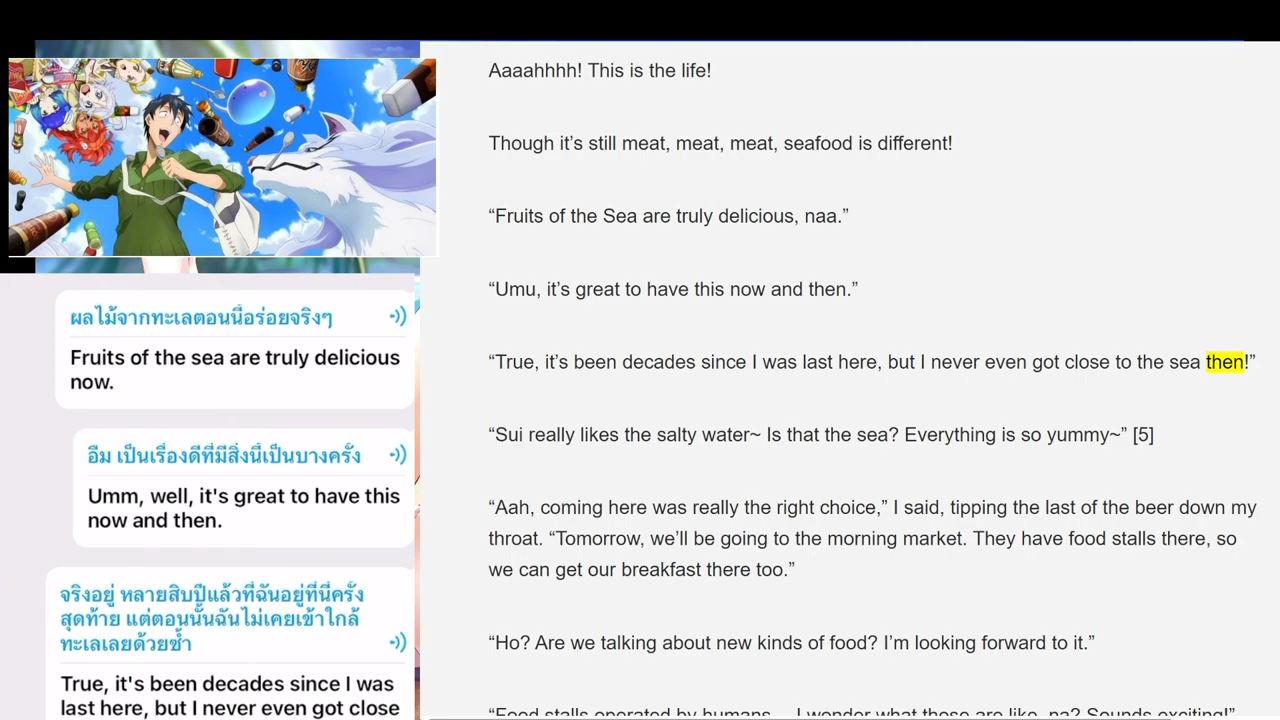 Aaaahhhh! This is the life!
Though it’s still meat, meat, meat, seafood is different!
“Fruits of the Sea are truly delicious, naa.”
“Umu, it’s great to have this now and then.”
“True, it’s been decades since I was last here, but I never even got close to the sea then!”
“Sui really likes the salty water~ Is that the sea? Everything is so yummy~” [5]
“Aah, coming here was really the right choice,” I said, tipping the last of the beer down my
throat. “Tomorrow, we’ll be going to the morning market. They have food stalls there, so
we can get our breakfast there too.”
“Ho? Are we talking about new kinds of food? I’m looking forward to it.”
“Food stalls operated by humans… I wonder what those are like, na? Sounds exciting!”
ผลไม้จากทะเลตอนนี้อร่อยจริงๆ
Fruits of the sea are truly delicious
now.
อืม เป็นเรื่องดีที่มีสิ่งนี้เป็นบางครั้ง
Umm, well, it's great to have this
now and then.
จริงอยู่ หลายสิบปีแล้วที่ฉันอยู่ที่นี่ครั้ง
สุดท้าย แต่ตอนนั้นฉันไม่เคยเข้าใกล้
ทะเลเลยด้วยซ้ำ
True, it's been decades since I was
last here, but I never even got close